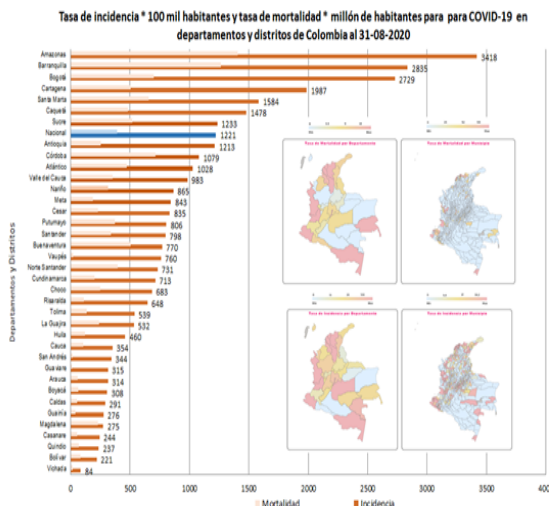 Tasa de incidencia * 100 mil habitantes y tasa de mortalidad * millón de habitantes para para COVID-19 en
departamentos y distritos de Colombia al 31-08-2020
Departamentos y Distritos
Amazonas 3418
Barranquilla 2835
Bogotá 2729
Cartagena 1987
Santa Marta 1584
Caquetá 1478
Sucre 1233
Nacional 1221
Antioquia 1213
Córdoba 1079
Atlántico 1028
Valle del Cauca 983
Nariño 865
Meta 843
Cesar 835
Putumayo 806
Santander 798
Buenaventura 770
Vaupés 760
Norte Santander 731
Cundinamarca 713
Choco 683
Risaralda 648
Tolima 539
La Guajira 532
Huila 460
Cauca 354
San Andrés 344
Guaviare 315
Arauca 314
Boyacá 308
Caldas 291
Guainía 276
Magdalena 275
Casanare 244
Quindío 237
Bolívar 221
Vichada 84
0 500 1000 1500 2000 2500 3000 3500 400
Mortalidad Incidencia
Tasa de Mortalidad por Departamento
Tasa de Mortalidad por Municipio
Tasa de Incidencia por Departamento
Tasa de Incidencia por Municipio